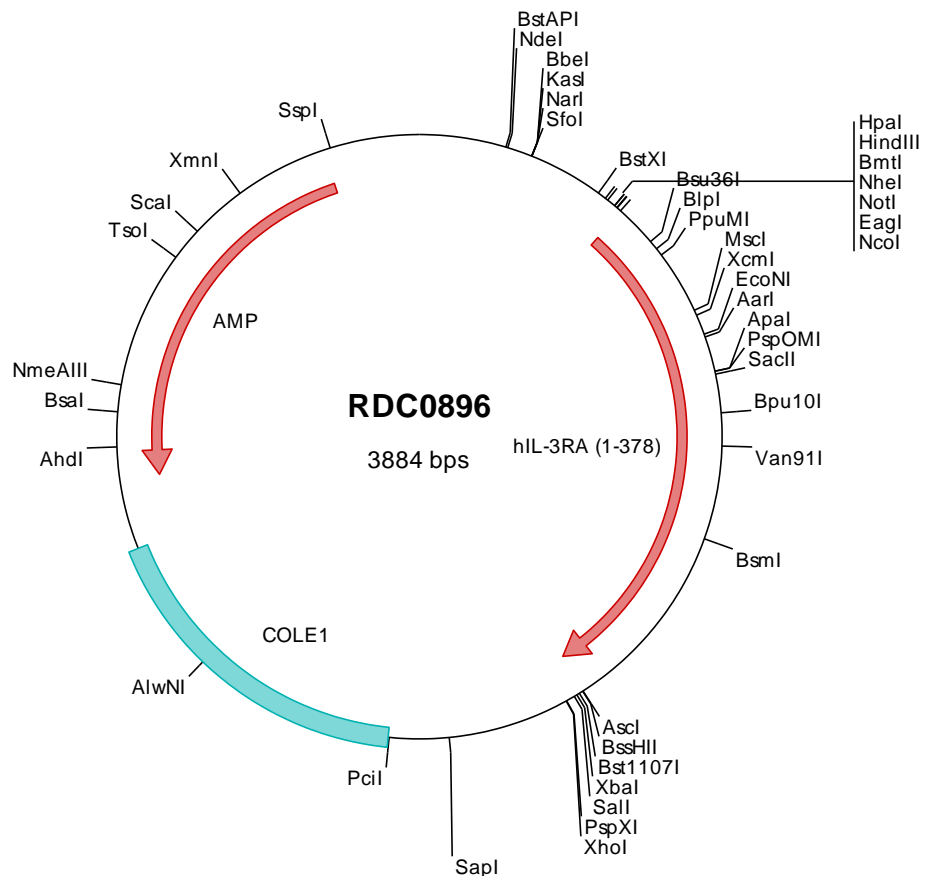 BstAPI
NdeI
BbeI
KasI
NarI
SfoI
SspI
BstXI
HpaI
HindIII
BmtI
NheI
NotI
EagI
NcoI
XmnI
Bsu36I
BlpI
PpuMI
ScaI
TsoI
MscI
XcmI
EcoNI
AarI
ApaI
PspOMI
SacII
AMP
NmeAIII
BsaI
AhdI
RDC0896
3884 bps
hIL-3RA (1-378)
Bpu10I
Van91I
BsmI
COLE1
AlwNI
PciI
AscI
BssHII
Bst1107I
XbaI
SalI
PspXI
XhoI
SapI